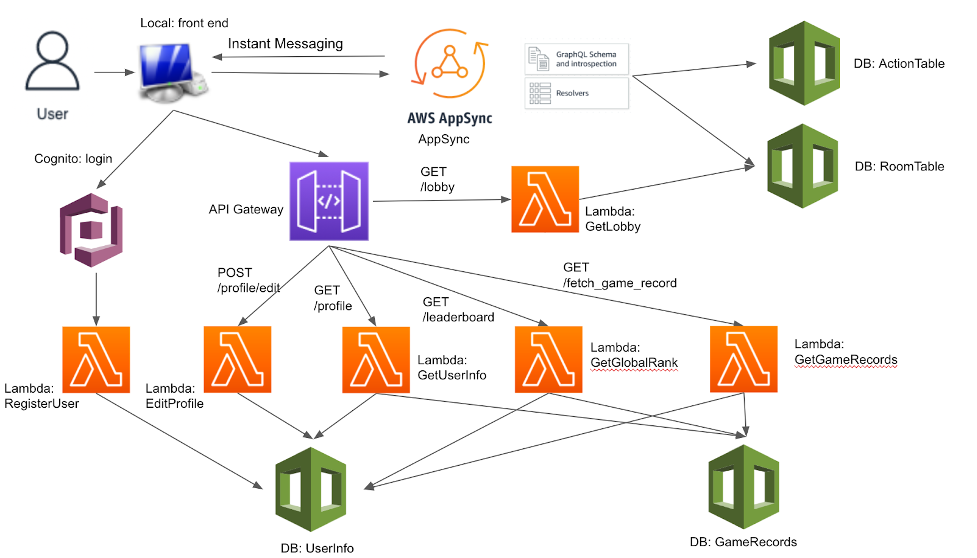 Local: front end
Instant Messaging
User
GraphQL Schema
and introspection
Resolvers
DB: ActionTable
AWS AppSync
AppSync
Cognito: login
GET
/lobby
DB: RoomTable
API Gateway
Lambda:
GetLobby
POST
/profile/edit
GET
/profile
GET
/leaderboard
GET
/fetch_game_record
Lambda:
RegisterUser
Lambda:
EditProfile
Lambda:
GetUserInfo
Lambda:
GetGlobalRank
Lambda:
GetGameRecords
DB: UserInfo
DB: GameRecords